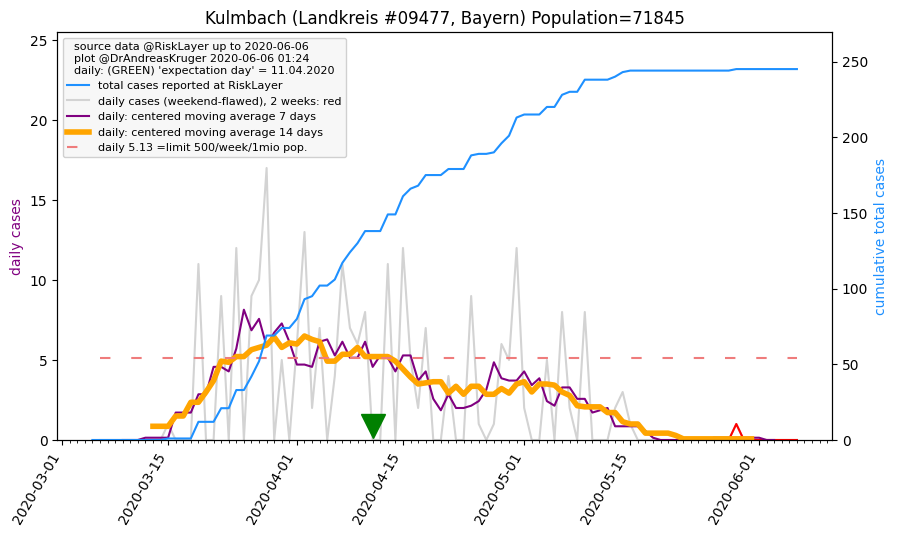 Kulmbach (Landkreis #09477, Bayern) Population=71845
source data @RiskLayer up to 2020-06-06
plot @DrAndreasKruger 2020-06-06 01:24
daily: (GREEN) 'expectation day' = 11.04.2020
total cases reported at RiskLayer
daily cases (weekend-flawed), 2 weeks: red
daily: centered moving average 7 days
daily: centered moving average 14 days
daily 5.13 =limit 500/week/1mio pop.
25
20
15
10
5
0
daily cases
250
200
150
100
50
0
cumulative total cases
2020-03-01
2020-03-15
2020-04-01
2020-04-15
2020-05-01
2020-05-15
2020-06-01